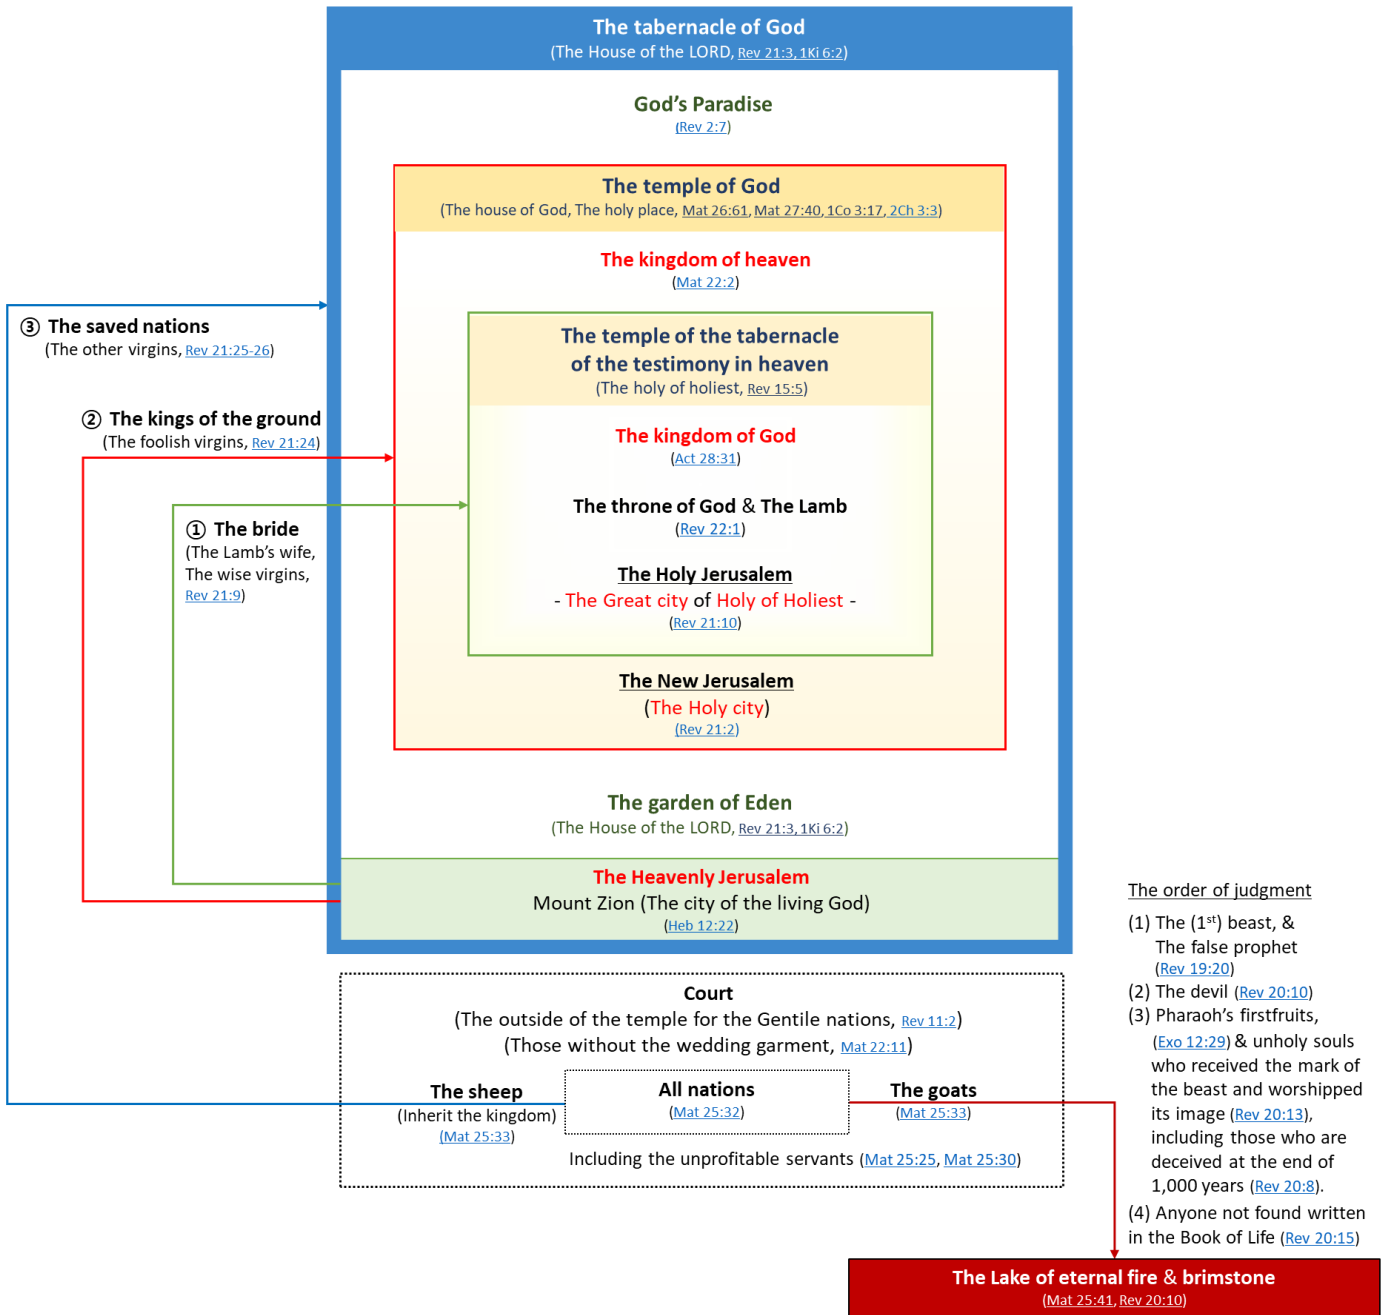 The tabernacle of God
(The House of the LORD, Rev 21:3, 1Ki 6:2)
God’s Paradise
(Rev 2:7)
The temple of God
(The house of God, The holy place, Mat 26:61, Mat 27:40, 1Co 3:17, 2Ch 3:3)
The kingdom of heaven
(Mat 22:2)
The temple of the tabernacle
of the testimony in heaven
(The holy of holiest, Rev 15:5)
The kingdom of God
(Act 28:31)
The throne of God & The Lamb
(Rev 22:1)
The Holy Jerusalem
- The Great city of Holy of Holiest -
(Rev 21:10)
The New Jerusalem
(The Holy city)
(Rev 21:2)
The garden of Eden
(The House of the LORD, Rev 21:3, 1Ki 6:2)
The Heavenly Jerusalem
Mount Zion (The city of the living God)
(Heb 12:22)
③ The saved nations
(The other virgins, Rev 21:25-26)
② The kings of the ground
(The foolish virgins, Rev 21:24)
① The bride
(The Lamb’s wife,
The wise virgins,
Rev 21:9)
Court
(The outside of the temple for the Gentile nations, Rev 11:2)
(Those without the wedding garment, Mat 22:11)
The sheep
(Inherit the kingdom)
(Mat 25:33)
All nations
(Mat 25:32)
The goats
(Mat 25:33)
Including the unprofitable servants (Mat 25:25, Mat 25:30)
The order of judgment
(1) The (1st) beast, &
The false prophet
(Rev 19:20)
(2) The devil (Rev 20:10)
(3) Pharaoh’s firstfruits,
(Exo 12:29) & unholy souls
who received the mark of
the beast and worshipped
its image (Rev 20:13),
including those who are
deceived at the end of
1,000 years (Rev 20:8).
(4) Anyone not found written
in the Book of Life (Rev 20:15)
The Lake of eternal fire & brimstone
(Mat 25:41, Rev 20:10)